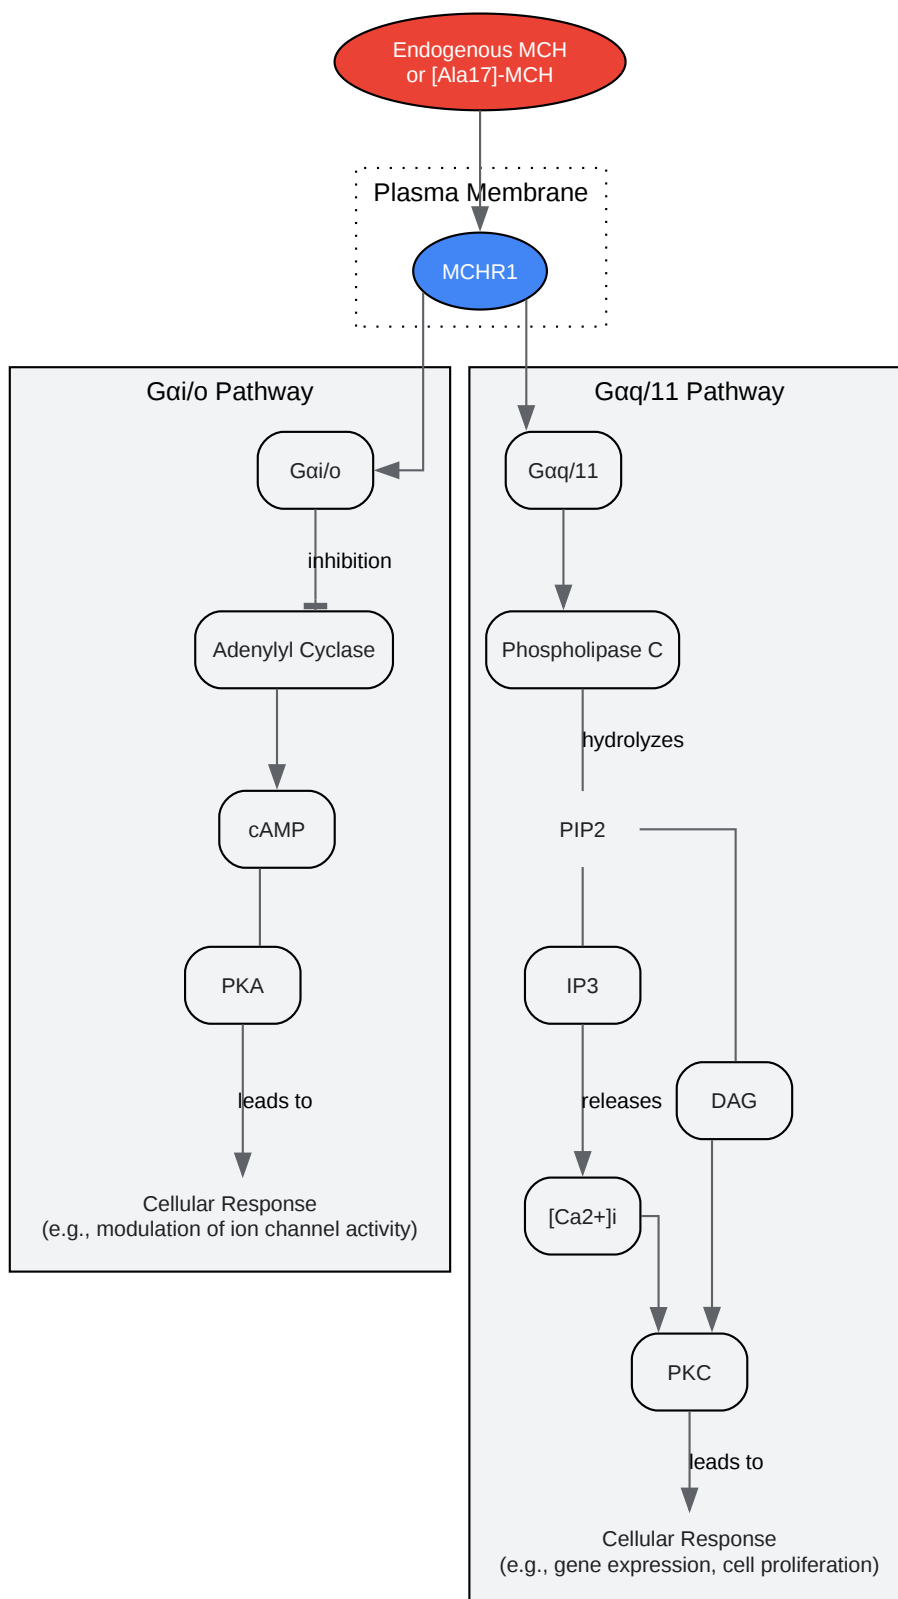 Endogenous MCH
or [Ala17]-MCH
Plasma Membrane
MCHR1
Gαi/o Pathway
Gαi/o
inhibition
Adenylyl Cyclase
cAMP
PKA
leads to
Cellular Response
(e.g., modulation of ion channel activity)
Gαq/11 Pathway
Gαq/11
Phospholipase C
hydrolyzes
PIP2
IP3
releases
DAG
[Ca2+]i
PKC
leads to
Cellular Response
(e.g., gene expression, cell proliferation)